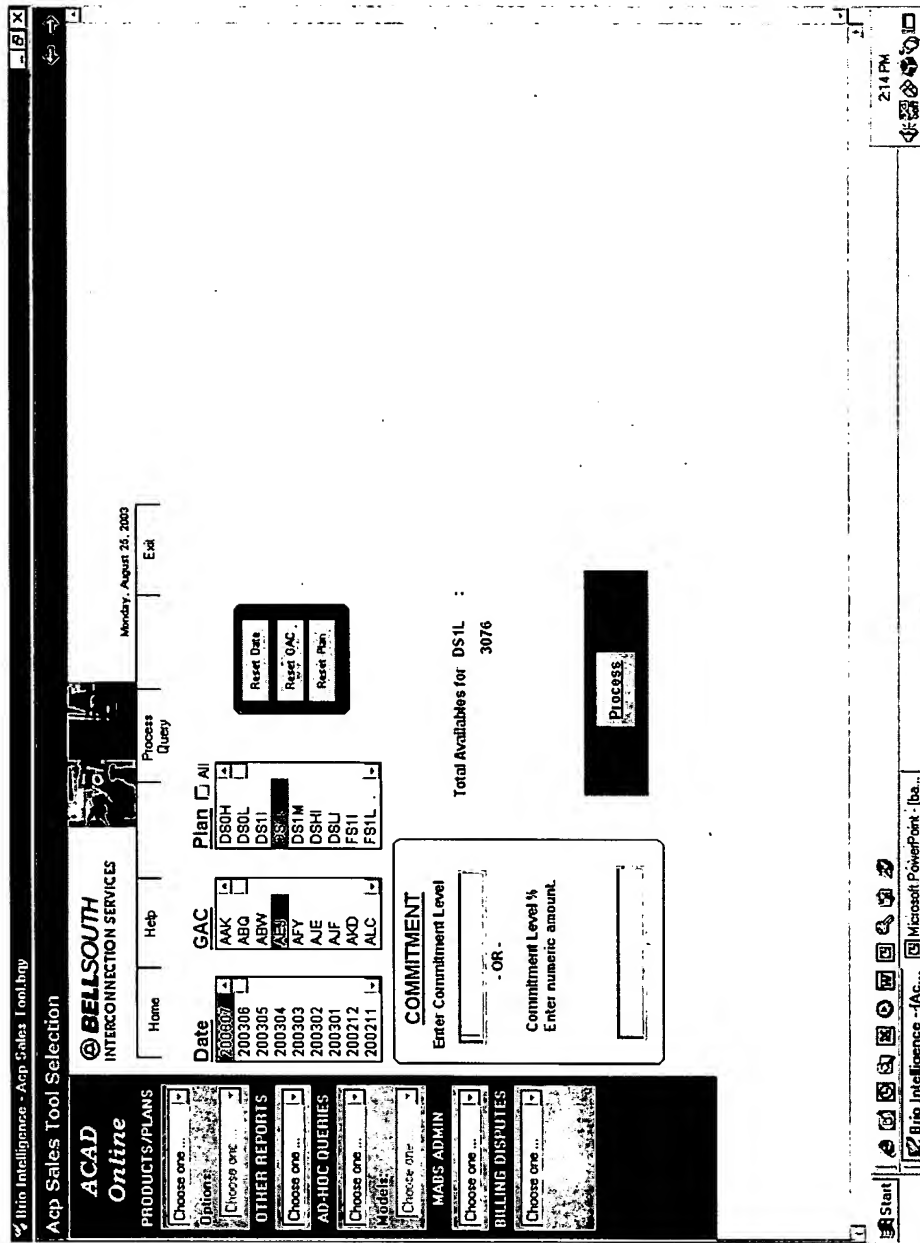 Brio Intelligence - Acp Sales Tool.bqy
Acp Sales Tool Selection
ACAD
Online
PRODUCTS/PLANS
Choose one ...
Options:
Choose one
OTHER REPORTS
Choose one ...
AD-HOC QUERIES
Choose one ...
Models:
Choose one
MABS ADMIN
Choose one ...
BILLING DISPUTES
Choose one ...
BELLSOUTH
INTERCONNECTION SERVICES
Monday, August 25, 2003
Home
Help
Process
Query
Exit
Date
200307
200306
200305
200304
200303
200302
200301
200212
200211
GAC
AAK
ABQ
ABW
AFY
AJE
AJF
AKD
ALC
Plan All
DS0H
DS0L
DS1I
DS1M
DSHI
DSLI
FS1I
FS1L
Reset Date
Reset GAC
Reset Plan
COMMITMENT
Enter Commitment Level
- OR -
Commitment Level %
Enter numeric amount.
Total Availables for DS1L :
3076
Process
Start
Brio Intelligence - [Ac...
Microsoft PowerPoint - [ba...
2:14 PM